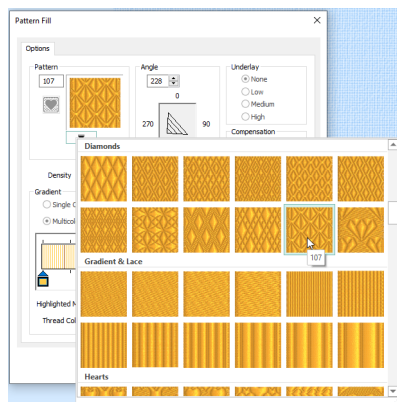 Pattern Fill
Options
Pattern
107
Angle
228
0
270
90
Underlay
None
Low
Medium
High
Compensation
Density
Gradient
Single C
Multicol
Highlighted M
Thread Col
Diamonds
107
Gradient & Lace
Hearts